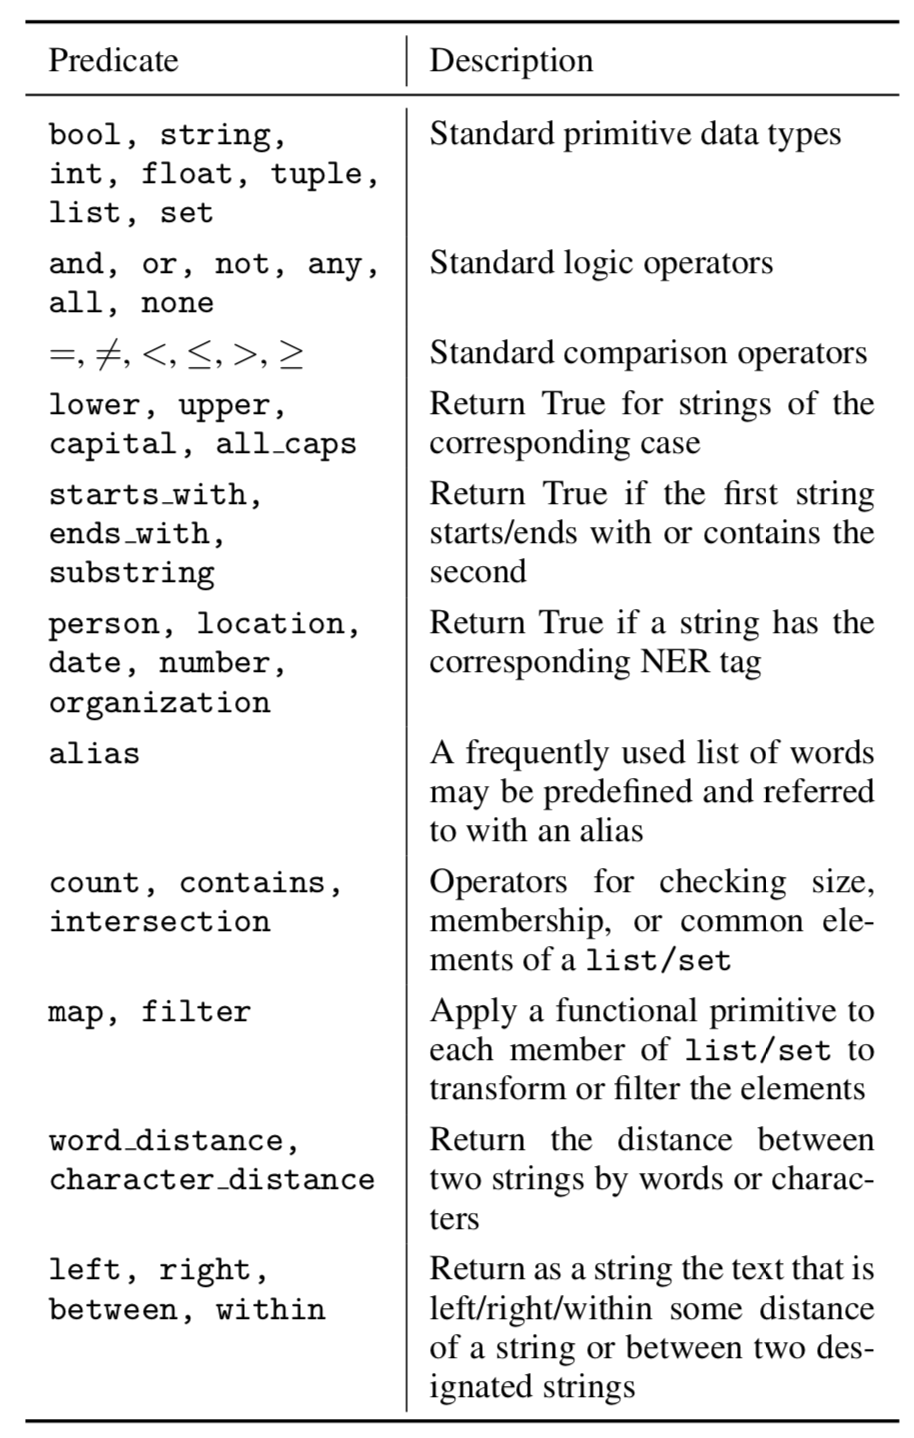 Predicate Description
bool, string, Standard primitive data types
int, float, tuple,
list, set
and, or, not, any, Standard logic operators
all, none
=, ≠, <, ≤, >, ≥ Standard comparison operators
lower, upper, Return True for strings of the
capital, all_caps corresponding case
starts_with, Return True if the first string
ends_with, starts/ends with or contains the
substring second
person, location, Return True if a string has the
date, number, corresponding NER tag
organization
alias A frequently used list of words
may be predefined and referred
to with an alias
count, contains, Operators for checking size,
intersection membership, or common ele-
ments of a list/set
map, filter Apply a functional primitive to
each member of list/set to
transform or filter the elements
word_distance, Return the distance between
character_distance two strings by words or charac-
ters
left, right, Return as a string the text that is
between, within left/right/within some distance
of a string or between two des-
ignated strings